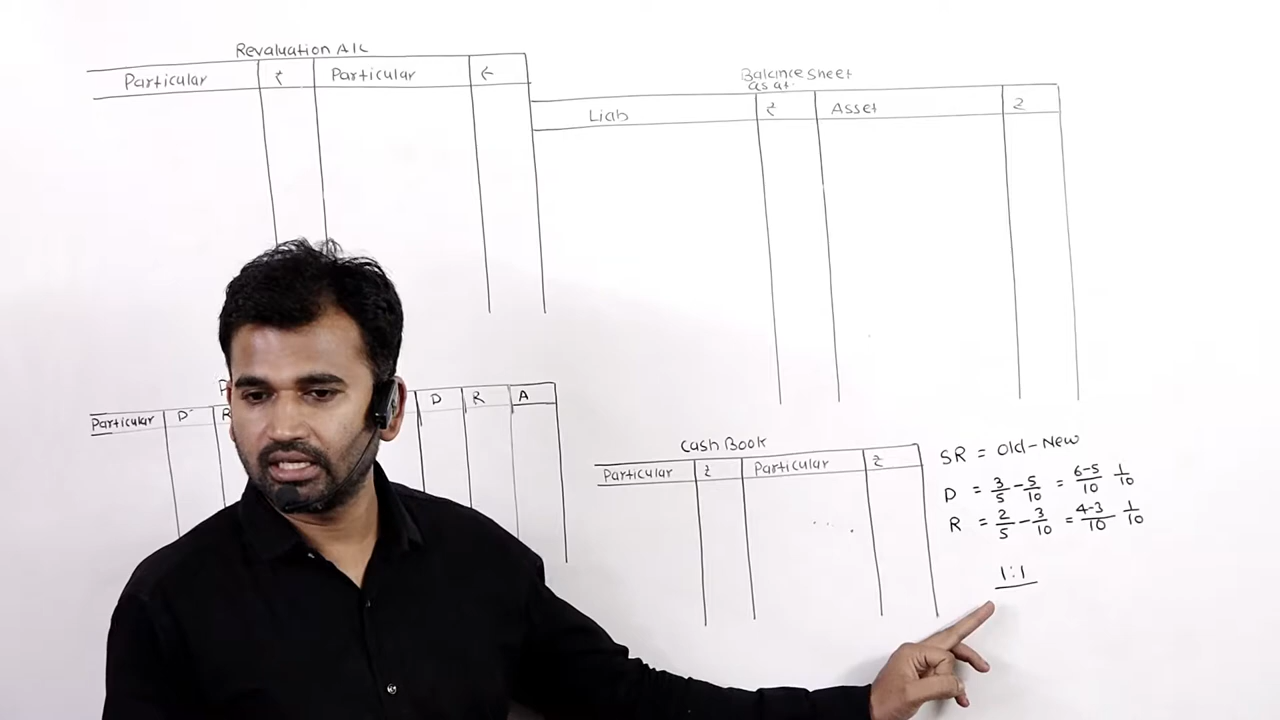 Revaluation A/C
Particular ₹ Particular ₹
Balance Sheet
as at
Liab ₹ Asset ₹
Particular D R
D R A
Cash Book
Particular ₹ Particular ₹
SR = Old - New
D = 3/5 - 5/10 = 6-5/10 1/10
R = 2/5 - 3/10 = 4-3/10 1/10
1:1